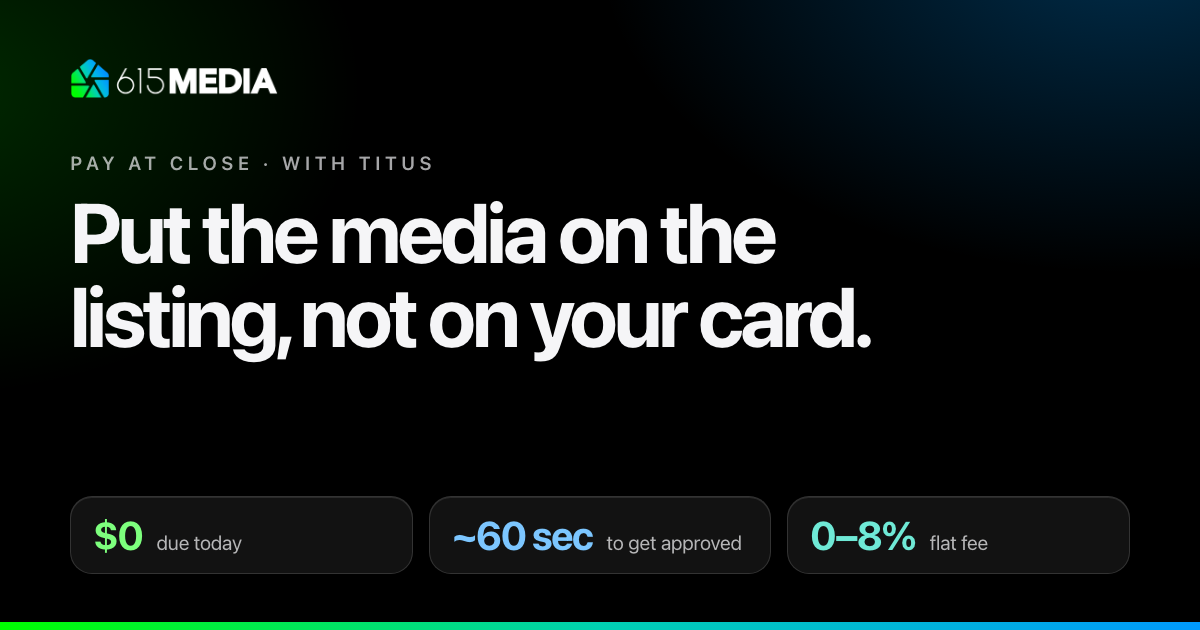 615MEDIA
PAY AT CLOSE · WITH TITUS
Put the media on the
listing, not on your card.
$0 due today
~60 sec to get approved
0–8% flat fee